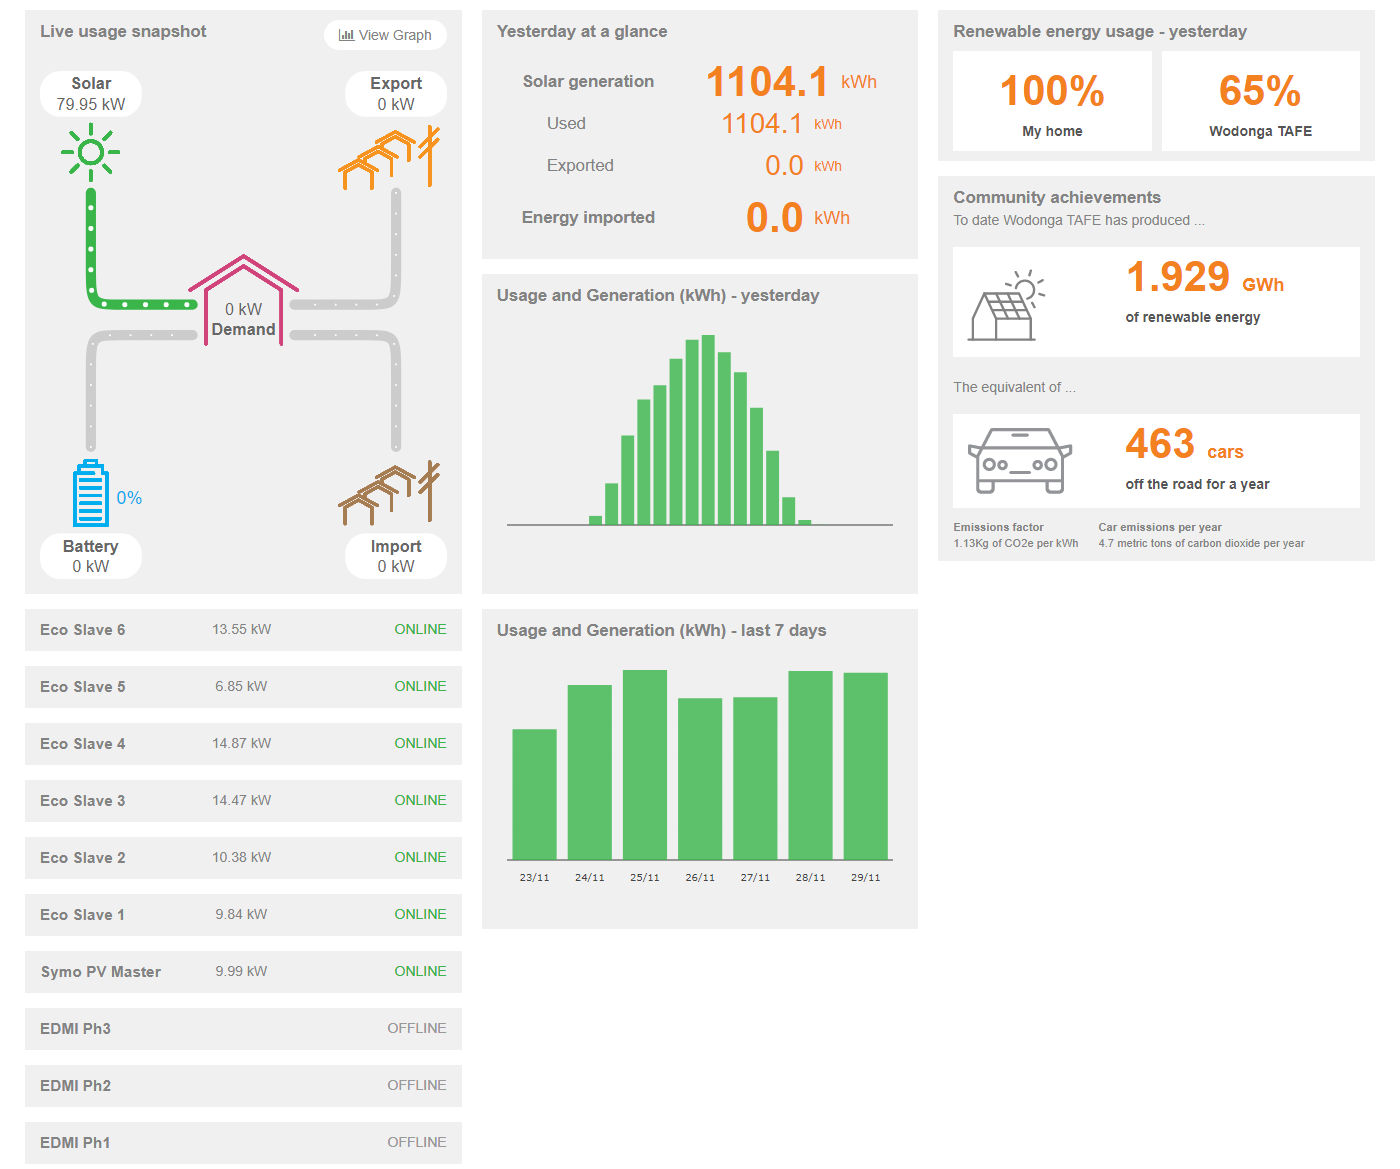 Live usage snapshot
View Graph
Solar
79.95 kW
Export
0 kW
0 kW
Demand
0%
Battery
0 kW
Import
0 kW
Eco Slave 6 13.55 kW ONLINE
Eco Slave 5 6.85 kW ONLINE
Eco Slave 4 14.87 kW ONLINE
Eco Slave 3 14.47 kW ONLINE
Eco Slave 2 10.38 kW ONLINE
Eco Slave 1 9.84 kW ONLINE
Symo PV Master 9.99 kW ONLINE
EDMI Ph3 OFFLINE
EDMI Ph2 OFFLINE
EDMI Ph1 OFFLINE
Yesterday at a glance
Solar generation 1104.1 kWh
Used 1104.1 kWh
Exported 0.0 kWh
Energy imported 0.0 kWh
Usage and Generation (kWh) - yesterday
Usage and Generation (kWh) - last 7 days
23/11 24/11 25/11 26/11 27/11 28/11 29/11
Renewable energy usage - yesterday
100%
My home
65%
Wodonga TAFE
Community achievements
To date Wodonga TAFE has produced ...
1.929 GWh
of renewable energy
The equivalent of ...
463 cars
off the road for a year
Emissions factor
1.13Kg of CO2e per kWh
Car emissions per year
4.7 metric tons of carbon dioxide per year